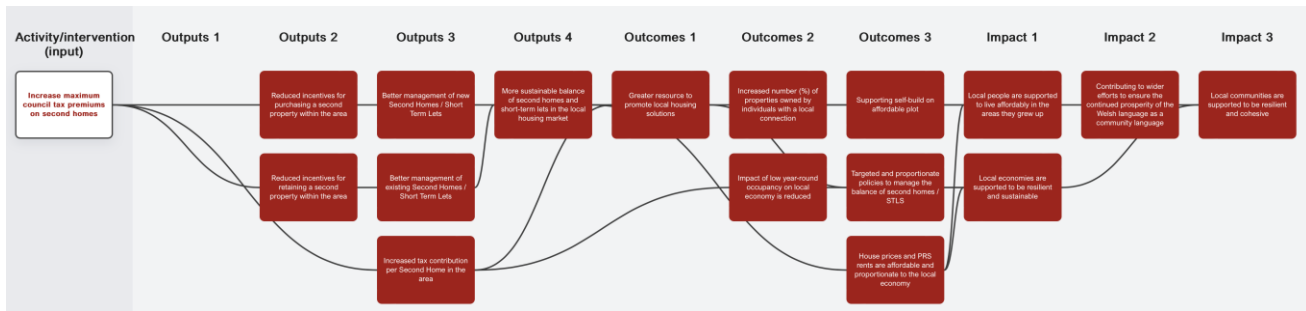 Activity/intervention
(input)
Outputs 1
Outputs 2
Outputs 3
Outputs 4
Outcomes 1
Outcomes 2
Outcomes 3
Impact 1
Impact 2
Impact 3
Increase maximum
council tax premiums
on second homes
Reduced incentives for
purchasing a second
property within the area
Better management of new
Second Homes / Short
Term Lets
More sustainable balance
of second homes and
short-term lets in the local
housing market
Greater resource to
promote local housing
solutions
Increased number (%) of
properties owned by
individuals with a local
connection
Supporting self-build on
affordable plot
Local people are supported
to live affordably in the
areas they grew up
Contributing to wider
efforts to ensure the
continued prosperity of the
Welsh language as a
community language
Local communities are
supported to be resilient
and cohesive
Reduced incentives for
retaining a second
property within the area
Better management of
existing Second Homes /
Short Term Lets
Impact of low year-round
occupancy on local
economy is reduced
Targeted and proportionate
policies to manage the
balance of second homes /
STLS
Local economies are
supported to be resilient
and sustainable
Increased tax contribution
per Second Home in the
area
House prices and PRS
rents are affordable and
proportionate to the local
economy